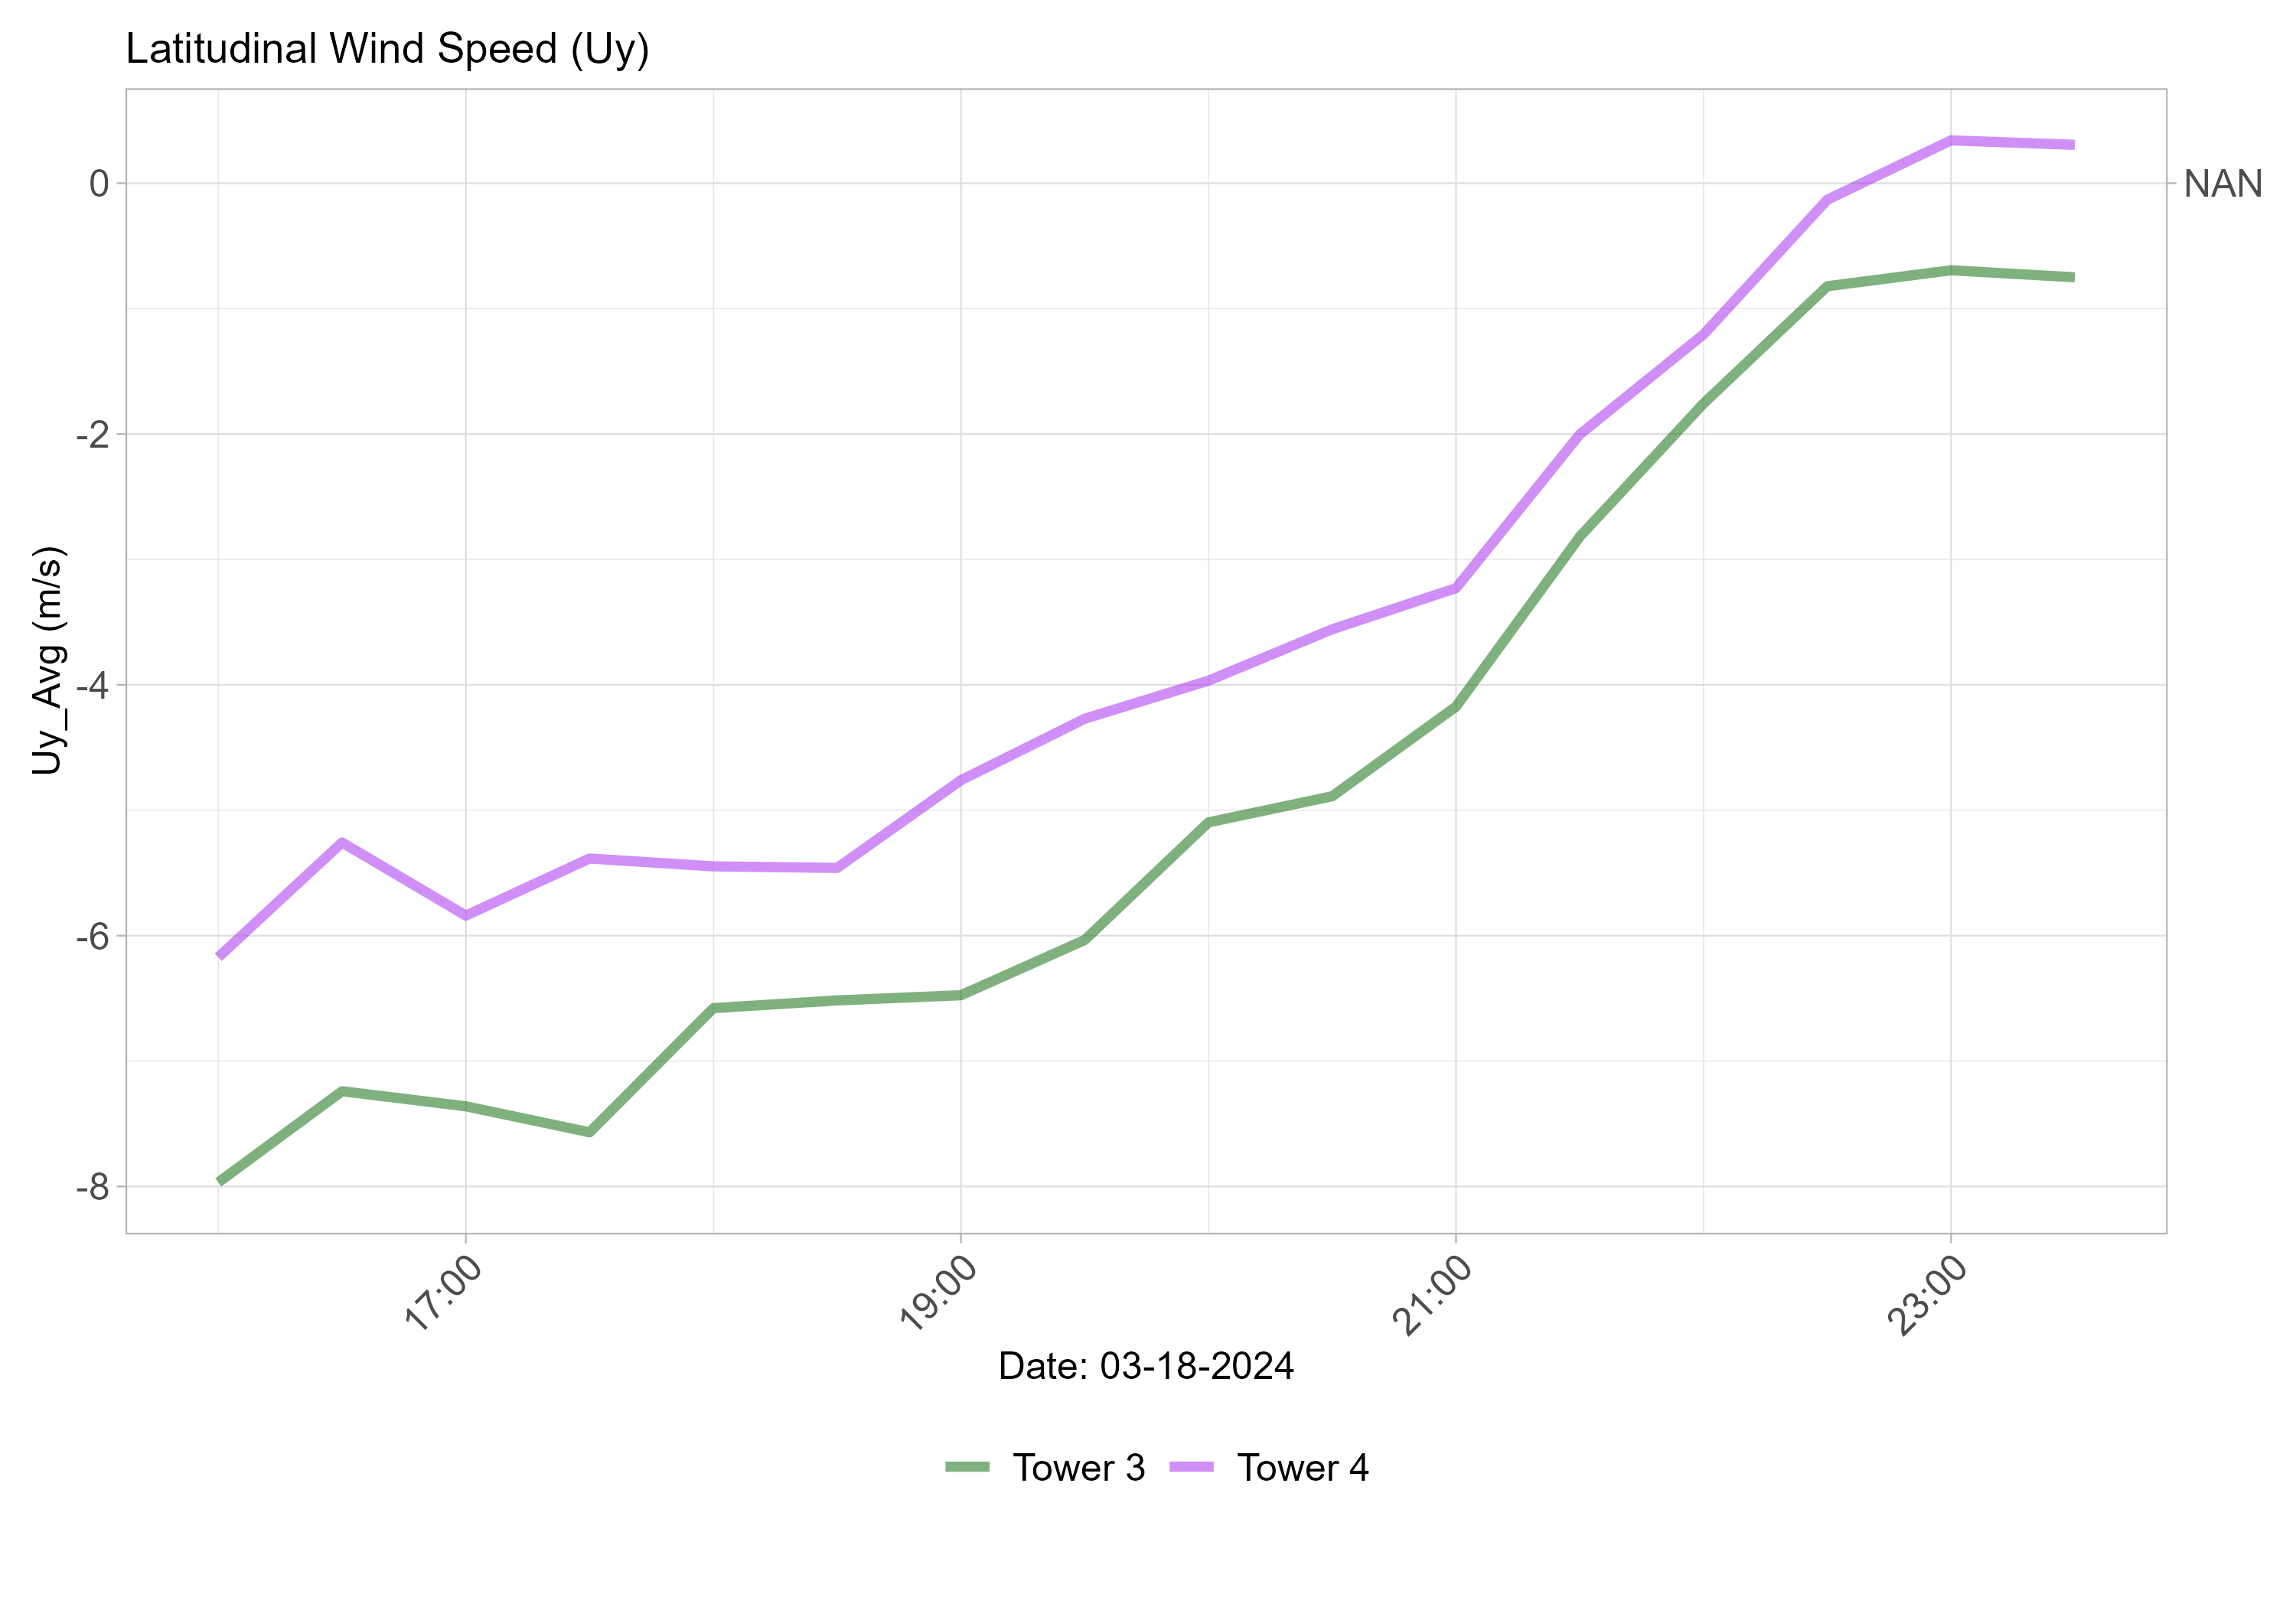 Latitudinal Wind Speed (Uy)
0
-2
-4
-6
-8
NAN
Uy_Avg (m/s)
17:00
19:00
21:00
23:00
Date: 03-18-2024
Tower 3
Tower 4